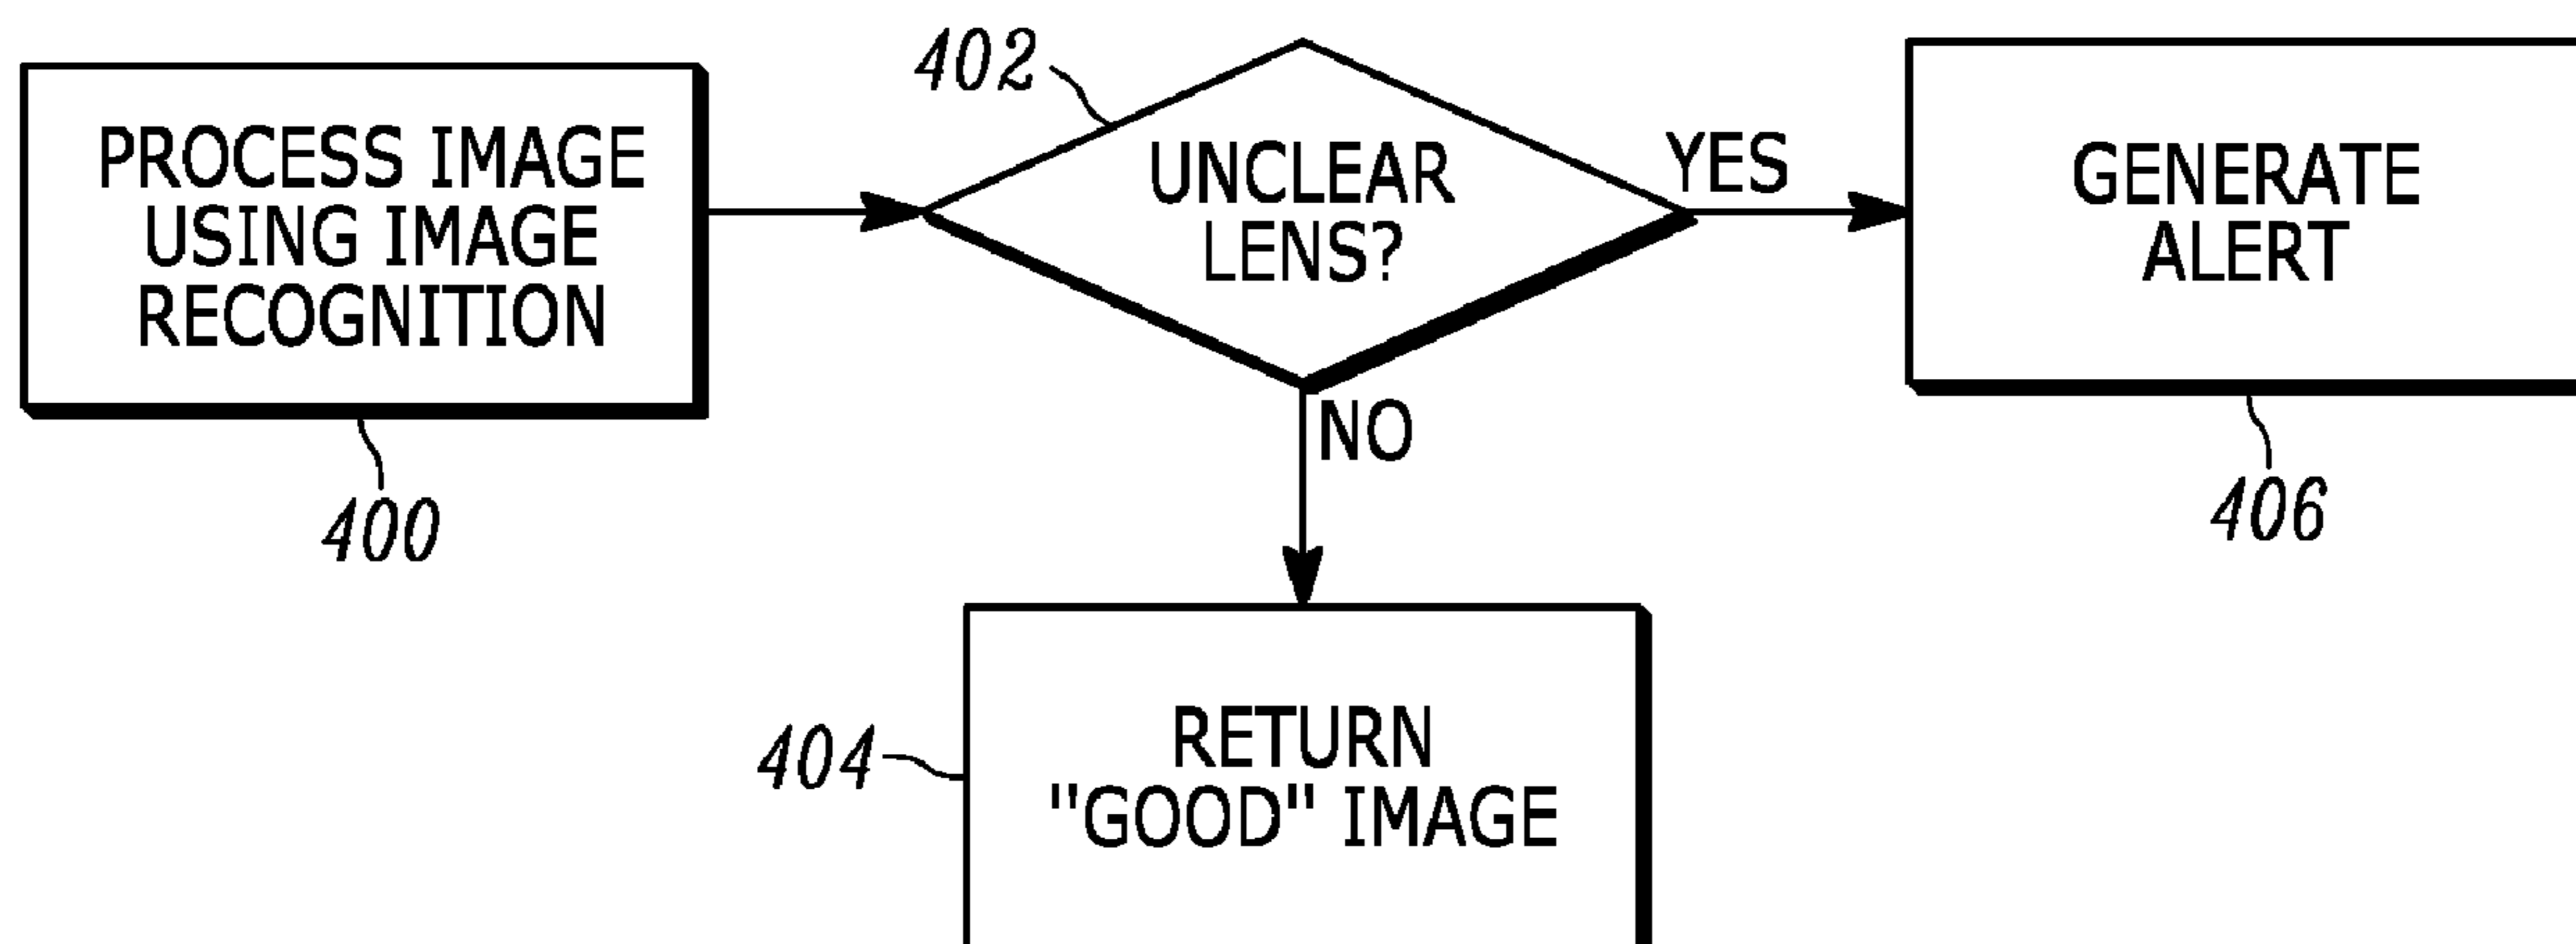 402
PROCESS IMAGE
USING IMAGE
RECOGNITION
400
UNCLEAR
LENS?
YES
NO
GENERATE
ALERT
406
404
RETURN
"GOOD" IMAGE